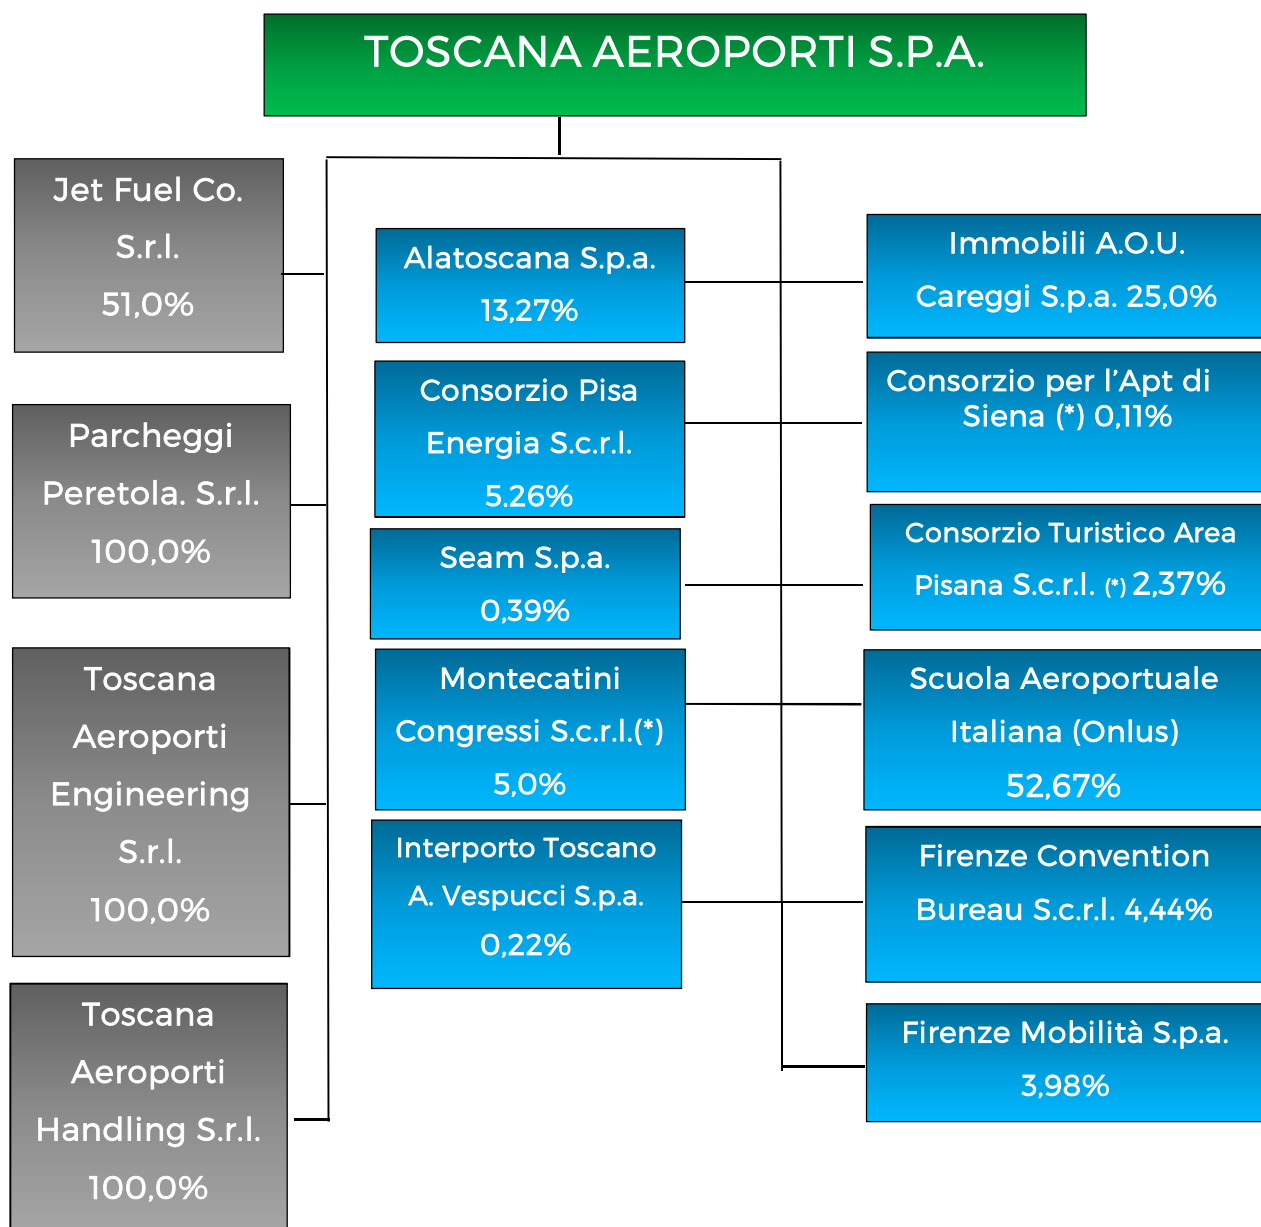 TOSCANA AEROPORTI S.P.A.
Jet Fuel Co.
S.r.l.
51,0%
Parcheggi
Peretola. S.r.l.
100,0%
Toscana
Aeroporti
Engineering
S.r.l.
100,0%
Toscana
Aeroporti
Handling S.r.l.
100,0%
Alatoscana S.p.a.
13,27%
Consorzio Pisa
Energia S.c.r.l.
5.26%
Seam S.p.a.
0,39%
Montecatini
Congressi S.c.r.l.(*)
5,0%
Interporto Toscano
A. Vespucci S.p.a.
0,22%
Immobili A.O.U.
Careggi S.p.a. 25,0%
Consorzio per l’Apt di
Siena (*) 0,11%
Consorzio Turistico Area
Pisana S.c.r.l. (*) 2,37%
Scuola Aeroportuale
Italiana (Onlus)
52,67%
Firenze Convention
Bureau S.c.r.l. 4,44%
Firenze Mobilità S.p.a.
3,98%